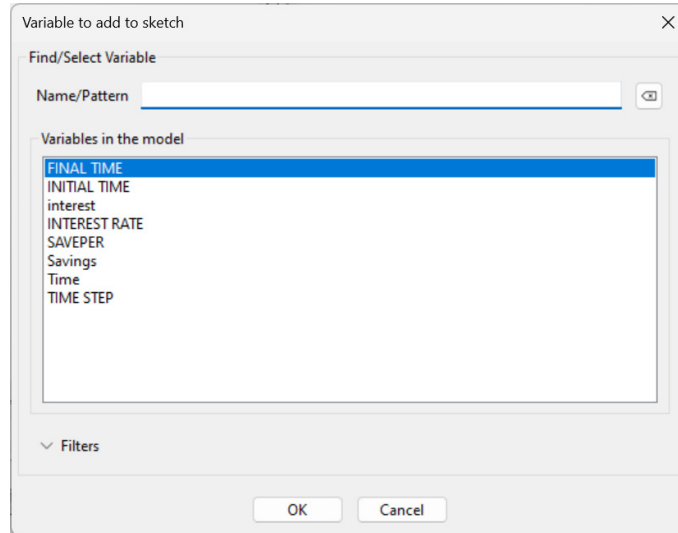 Variable to add to sketch
Find/Select Variable
Name/Pattern
Variables in the model
FINAL TIME
INITIAL TIME
interest
INTEREST RATE
SAVEPER
Savings
Time
TIME STEP
Filters
OK
Cancel